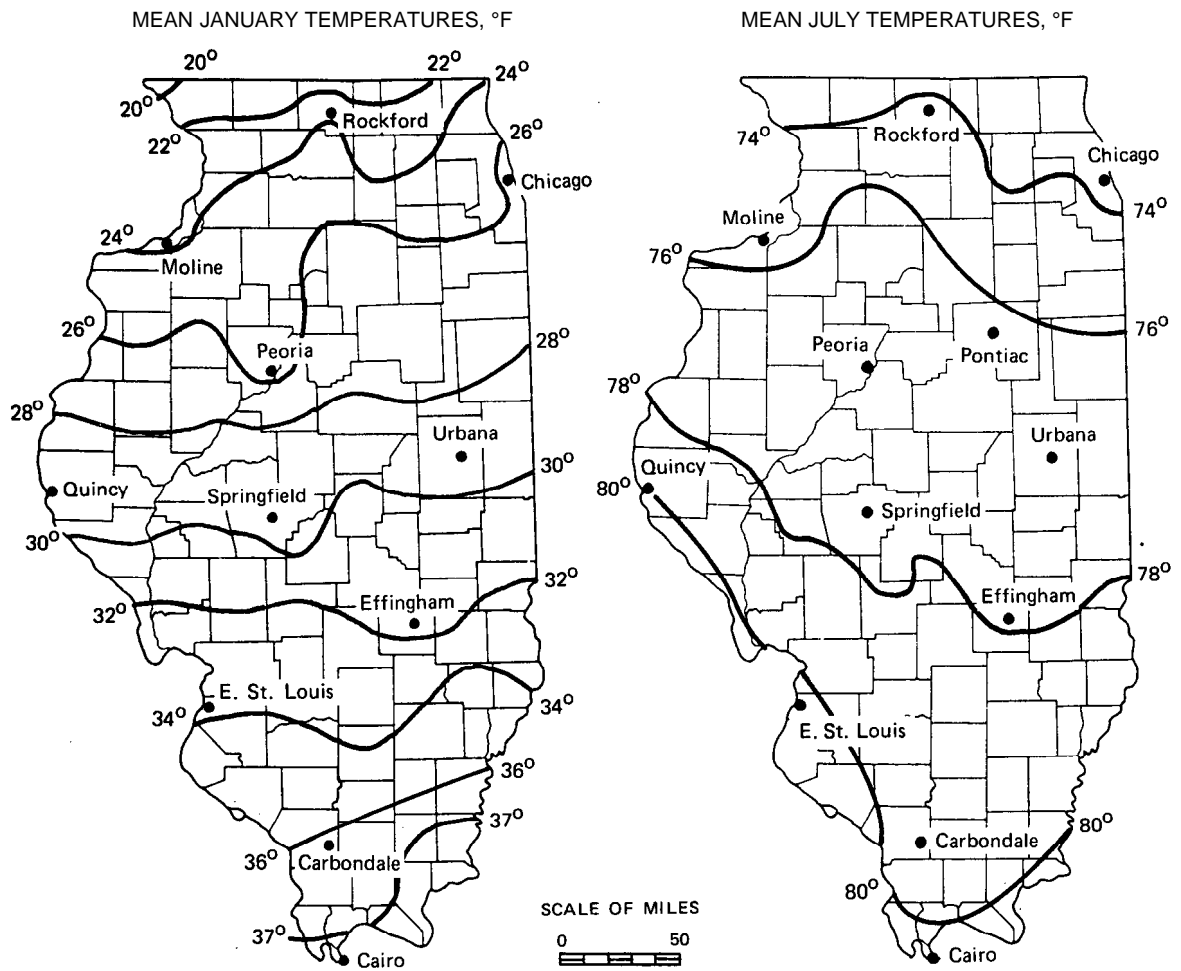 MEAN JANUARY TEMPERATURES, °F
20°
22°
24°
20°
22°
Rockford
26°
Chicago
24°
Moline
26°
Peoria
28°
28°
Urbana
30°
Quincy
Springfield
30°
32°
32°
Effingham
E. St. Louis
34°
34°
36°
37°
36°
Carbondale
37°
Cairo
MEAN JULY TEMPERATURES, °F
74°
Rockford
Chicago
74°
Moline
76°
76°
Peoria
Pontiac
78°
Urbana
Quincy
80°
Springfield
78°
Effingham
E. St. Louis
80°
Carbondale
80°
Cairo
SCALE OF MILES
0 50